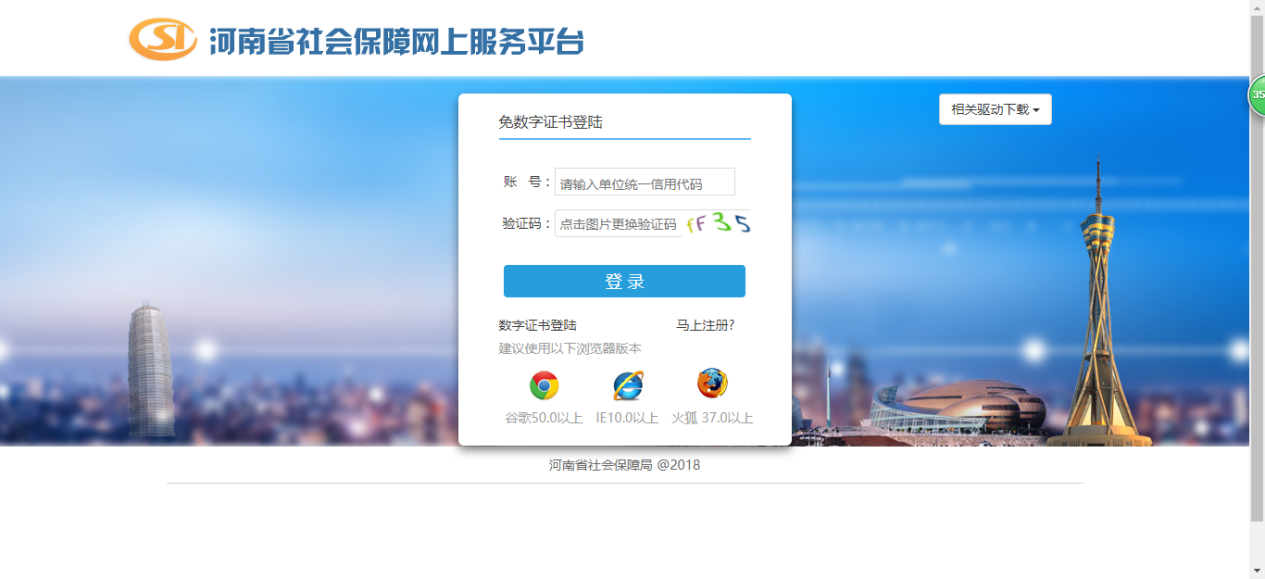 河南省社会保障网上服务平台
相关驱动下载
35
免数字证书登陆
账 号：请输入单位统一信用代码
验证码：点击图片更换验证码 fF35
登 录
数字证书登陆 马上注册?
建议使用以下浏览器版本
谷歌50.0以上 IE10.0以上 火狐 37.0以上
河南省社会保障局 @2018